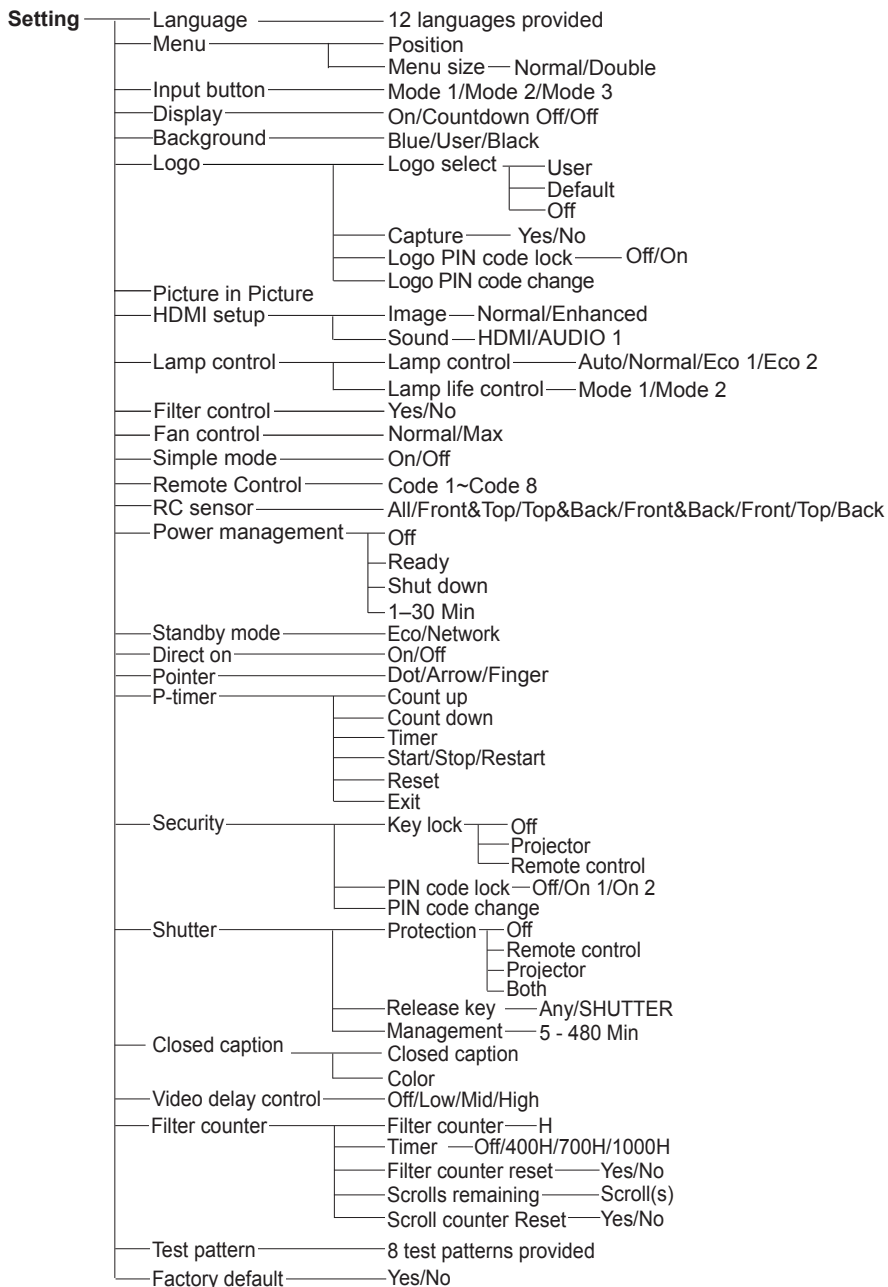 Setting Language 12 languages provided
Menu Position
Menu size Normal/Double
Input button Mode 1/Mode 2/Mode 3
Display On/Countdown Off/Off
Background Blue/User/Black
Logo Logo select User
Default
Off
Capture Yes/No
Logo PIN code lock Off/On
Logo PIN code change
Picture in Picture
HDMI setup Image Normal/Enhanced
Sound HDMI/AUDIO 1
Lamp control Lamp control Auto/Normal/Eco 1/Eco 2
Lamp life control Mode 1/Mode 2
Filter control Yes/No
Fan control Normal/Max
Simple mode On/Off
Remote Control Code 1~Code 8
RC sensor All/Front&Top/Top&Back/Front&Back/Front/Top/Back
Power management Off
Ready
Shut down
1–30 Min
Standby mode Eco/Network
Direct on On/Off
Pointer Dot/Arrow/Finger
P-timer Count up
Count down
Timer
Start/Stop/Restart
Reset
Exit
Security Key lock Off
Projector
Remote control
PIN code lock Off/On 1/On 2
PIN code change
Shutter Protection Off
Remote control
Projector
Both
Release key Any/SHUTTER
Management 5 - 480 Min
Closed caption Closed caption
Color
Video delay control Off/Low/Mid/High
Filter counter Filter counter H
Timer Off/400H/700H/1000H
Filter counter reset Yes/No
Scrolls remaining Scroll(s)
Scroll counter Reset Yes/No
Test pattern 8 test patterns provided
Factory default Yes/No